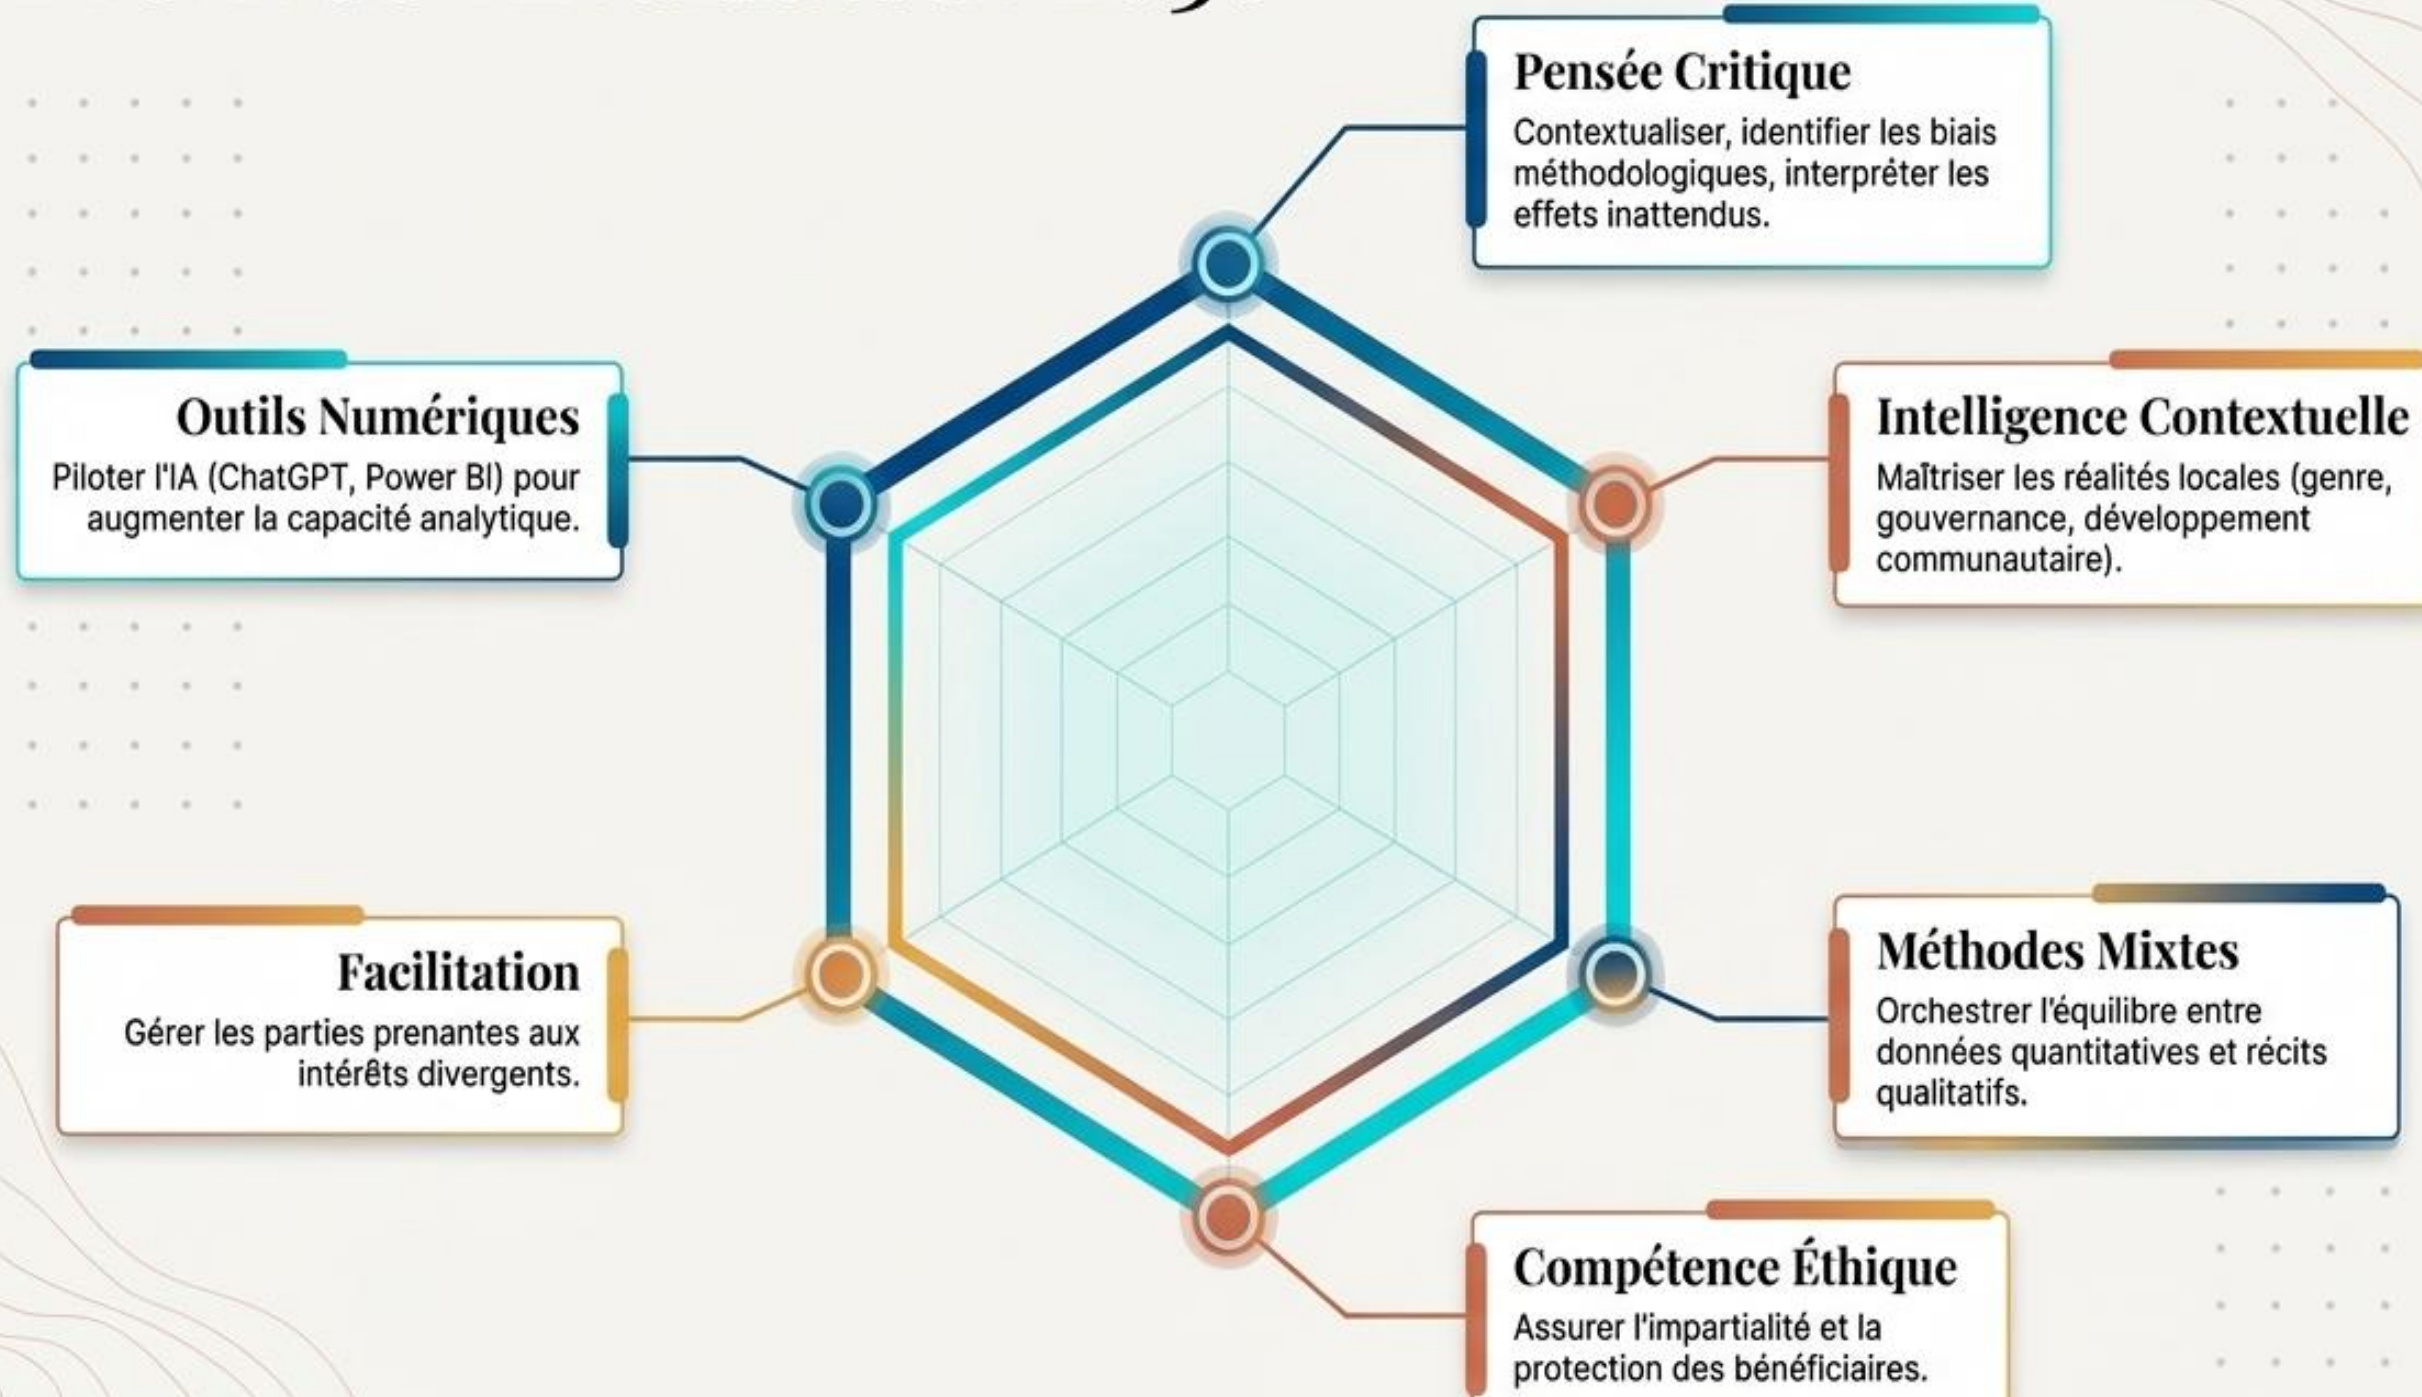 Pensée Critique
Contextualiser, identifier les biais
méthodologiques, interpréter les
effets inattendus.
Outils Numériques
Piloter l'IA (ChatGPT, Power BI) pour
augmenter la capacité analytique.
Intelligence Contextuelle
Maîtriser les réalités locales (genre,
gouvernance, développement
communautaire).
Facilitation
Gérer les parties prenantes aux
intérêts divergents.
Méthodes Mixtes
Orchestrer l'équilibre entre
données quantitatives et récits
qualitatifs.
Compétence Éthique
Assurer l'impartialité et la
protection des bénéficiaires.